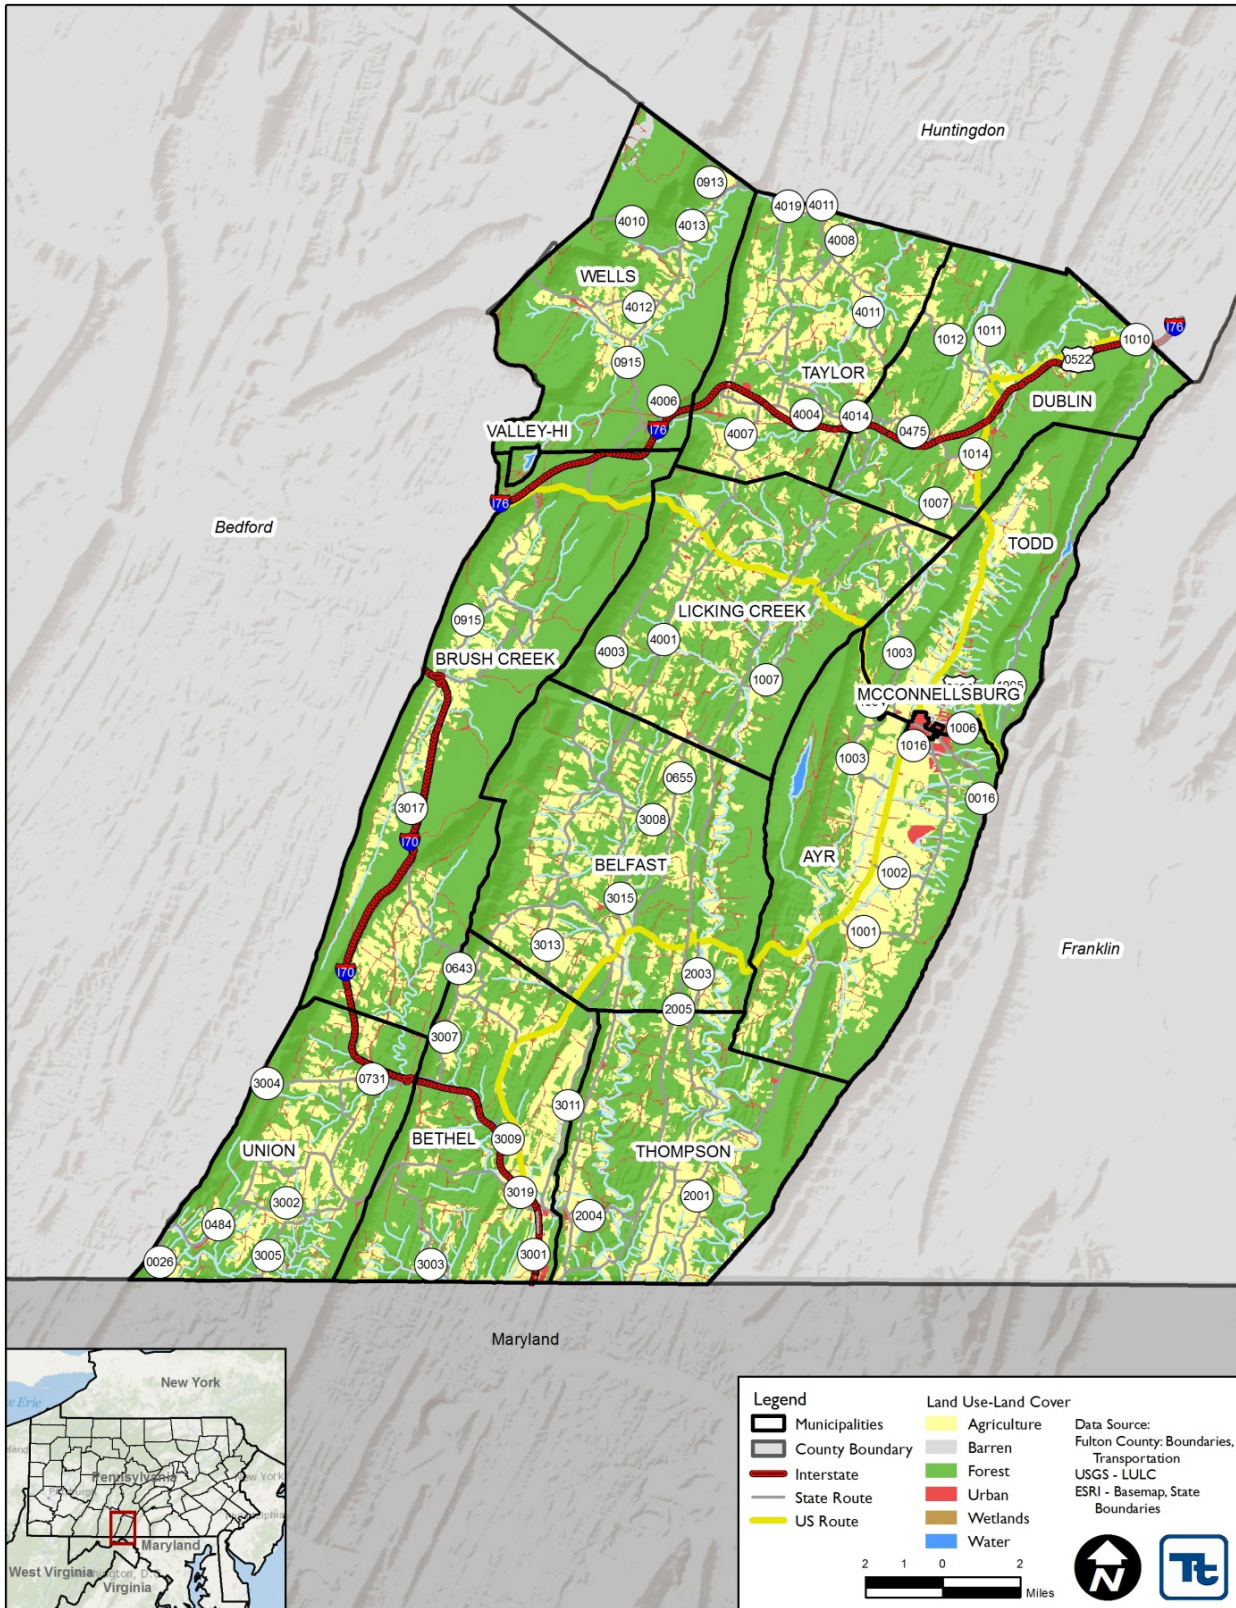 Huntingdon
0913
4019
4011
4010
4013
4008
WELLS
4012
4011
1012
1011
1010
I76
0522
0915
TAYLOR
DUBLIN
4006
4004
4014
0475
I76
4007
VALLEY-HI
1014
I76
1007
Bedford
TODD
LICKING CREEK
0915
4001
4003
1003
BRUSH CREEK
1007
MCCONNELLSBURG
1006
1016
1003
0655
0016
3017
3008
I70
BELFAST
AYR
1002
3015
1001
3013
Franklin
0643
I70
2003
2005
3007
3004
0731
3011
BETHEL
3009
UNION
THOMPSON
3019
2001
3002
2004
0484
3005
3001
0026
3003
Maryland
New York
Erie
Pennsylvania
New York
Maryland
West Virginia
Virginia
Legend
Municipalities
County Boundary
Interstate
State Route
US Route
Land Use-Land Cover
Agriculture
Barren
Forest
Urban
Wetlands
Water
Data Source:
Fulton County: Boundaries,
Transportation
USGS - LULC
ESRI - Basemap, State
Boundaries
2 1 0 2
Miles
N
Tt